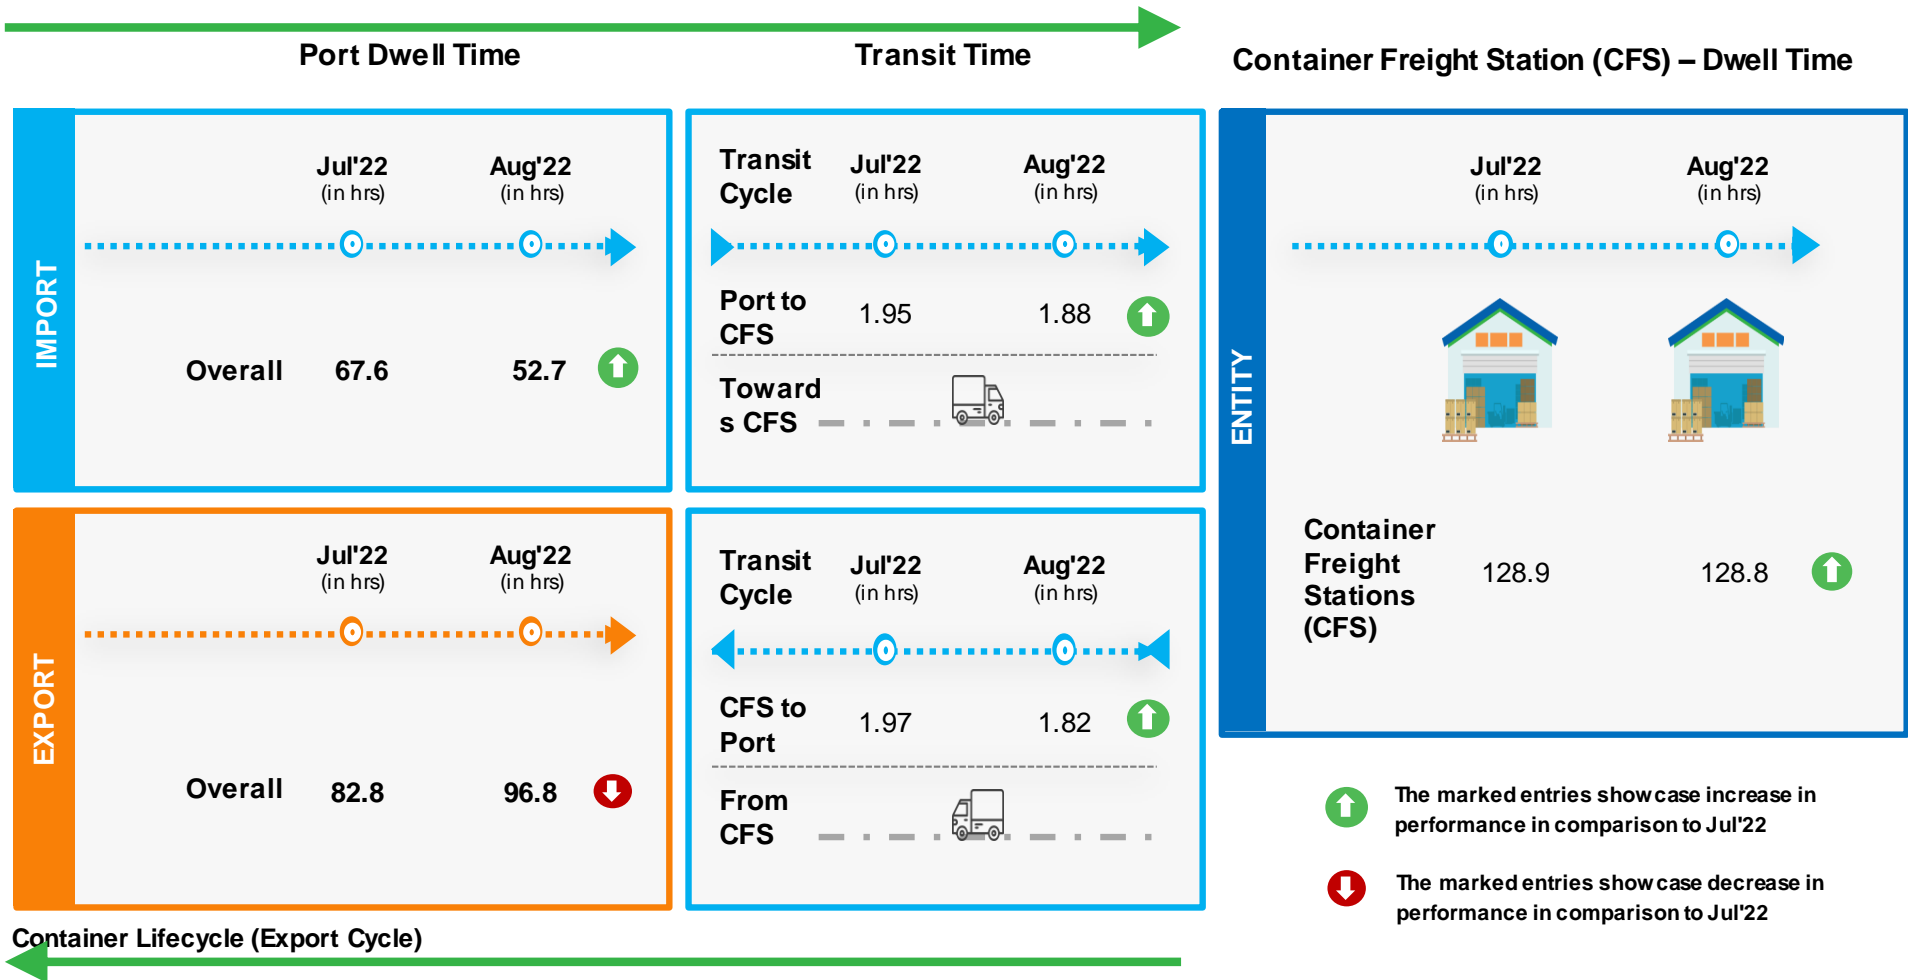 Port Dwell Time
Transit Time
Container Freight Station (CFS) – Dwell Time
IMPORT
Jul'22
(in hrs)
Aug'22
(in hrs)
Overall 67.6 52.7
Transit
Cycle
Jul'22
(in hrs)
Aug'22
(in hrs)
Port to
CFS
1.95 1.88
Toward
s CFS
ENTITY
Jul'22
(in hrs)
Aug'22
(in hrs)
Container
Freight
Stations
(CFS)
128.9 128.8
EXPORT
Jul'22
(in hrs)
Aug'22
(in hrs)
Overall 82.8 96.8
Transit
Cycle
Jul'22
(in hrs)
Aug'22
(in hrs)
CFS to
Port
1.97 1.82
From
CFS
The marked entries showcase increase in
performance in comparison to Jul'22
The marked entries showcase decrease in
performance in comparison to Jul'22
Container Lifecycle (Export Cycle)